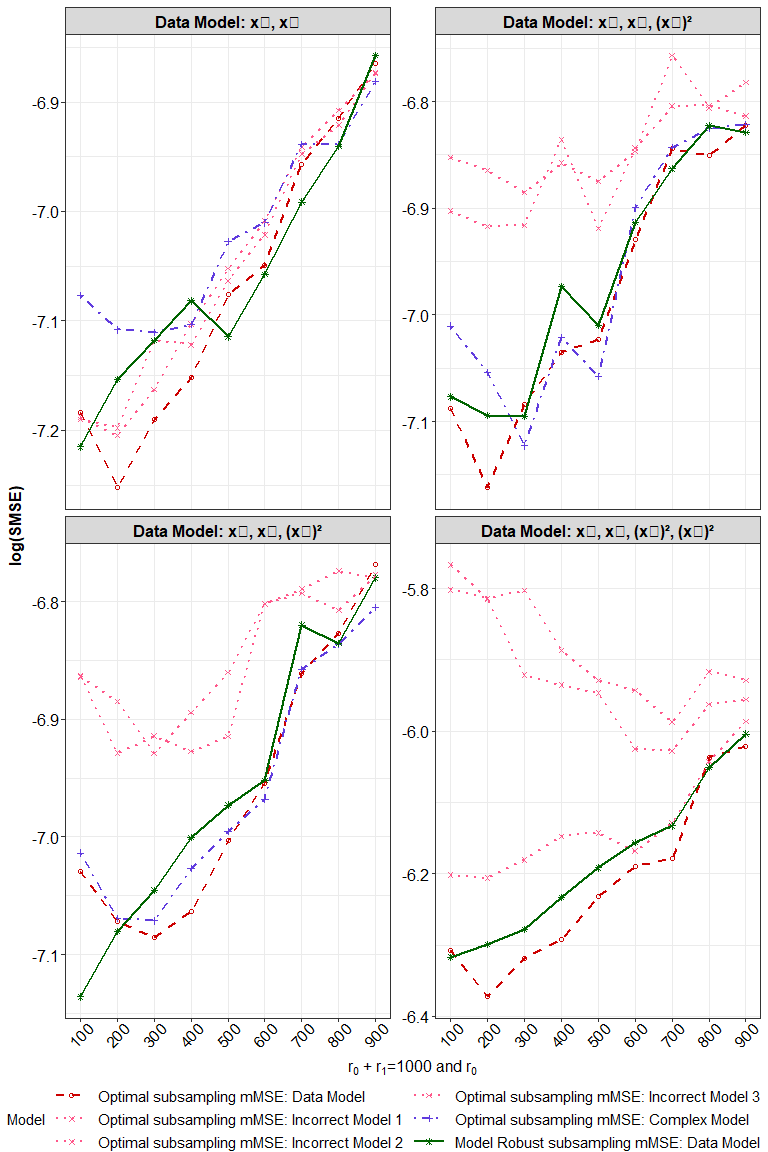 Data Model: x▯, x▯
Data Model: x▯, x▯, (x▯)²
-6.9
-7.0
-7.1
-7.2
-6.8
-6.9
-7.0
-7.1
log(SMSE)
Data Model: x▯, x▯, (x▯)²
Data Model: x▯, x▯, (x▯)², (x▯)²
-6.8
-6.9
-7.0
-7.1
-5.8
-6.0
-6.2
-6.4
100 200 300 400 500 600 700 800 900
100 200 300 400 500 600 700 800 900
r₀ + r₁=1000 and r₀
Model
Optimal subsampling mMSE: Data Model
Optimal subsampling mMSE: Incorrect Model 1
Optimal subsampling mMSE: Incorrect Model 2
Optimal subsampling mMSE: Incorrect Model 3
Optimal subsampling mMSE: Complex Model
Model Robust subsampling mMSE: Data Model